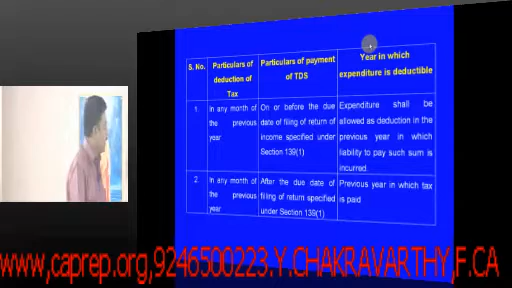 S. No.
Particulars of
deduction of
Tax
Particulars of payment
of TDS
Year in which
expenditure is deductible
1.
In any month of
the previous
year
On or before the due
date of filing of return of
income specified under
Section 139(1)
Expenditure shall be
allowed as deduction in the
previous year in which
liability to pay such sum is
incurred
2.
In any month of
the previous
year
After the due date of
filling of return specified
under Section 139(1)
Previous year in which tax
is paid
www,caprep.org,9246500223.Y.CHAKRAVARTHY,F.CA